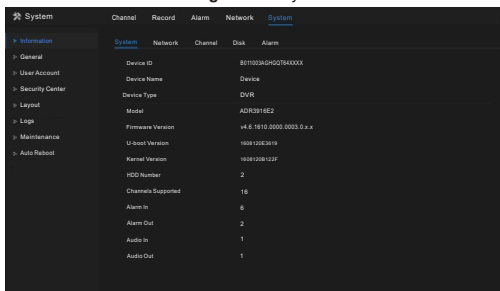 System Channel Record Alarm Network System
Information System Network Channel Disk Alarm
General Device ID B011003AGHGQT64XXXX
User Account Device Name Device
Security Center Device Type DVR
Layout Model ADR3916E2
Logs Firmware Version v4.6.1610.0000.0003.0.x.x
Maintenance U-boot Version 1608120E3619
Auto Reboot Kernel Version 1608120B122F
HDD Number 2
Channels Supported 16
Alarm In 6
Alarm Out 2
Audio In 1
Audio Out 1